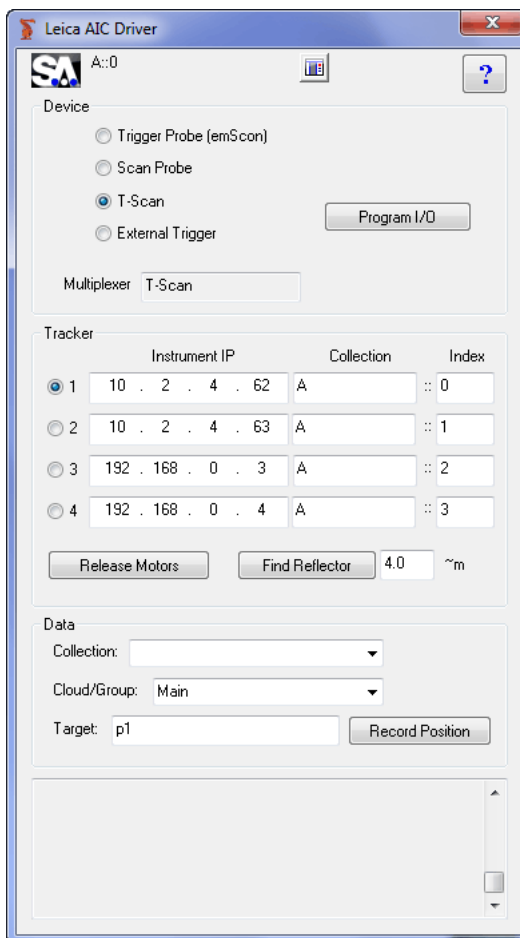 Leica AIC Driver
SA
A::0
?
Device
Trigger Probe (emScon)
Scan Probe
T-Scan
External Trigger
Program I/O
Multiplexer T-Scan
Tracker
Instrument IP Collection Index
1 10 . 2 . 4 . 62 A :: 0
2 10 . 2 . 4 . 63 A :: 1
3 192 . 168 . 0 . 3 A :: 2
4 192 . 168 . 0 . 4 A :: 3
Release Motors Find Reflector 4.0 ~m
Data
Collection:
Cloud/Group: Main
Target: p1 Record Position